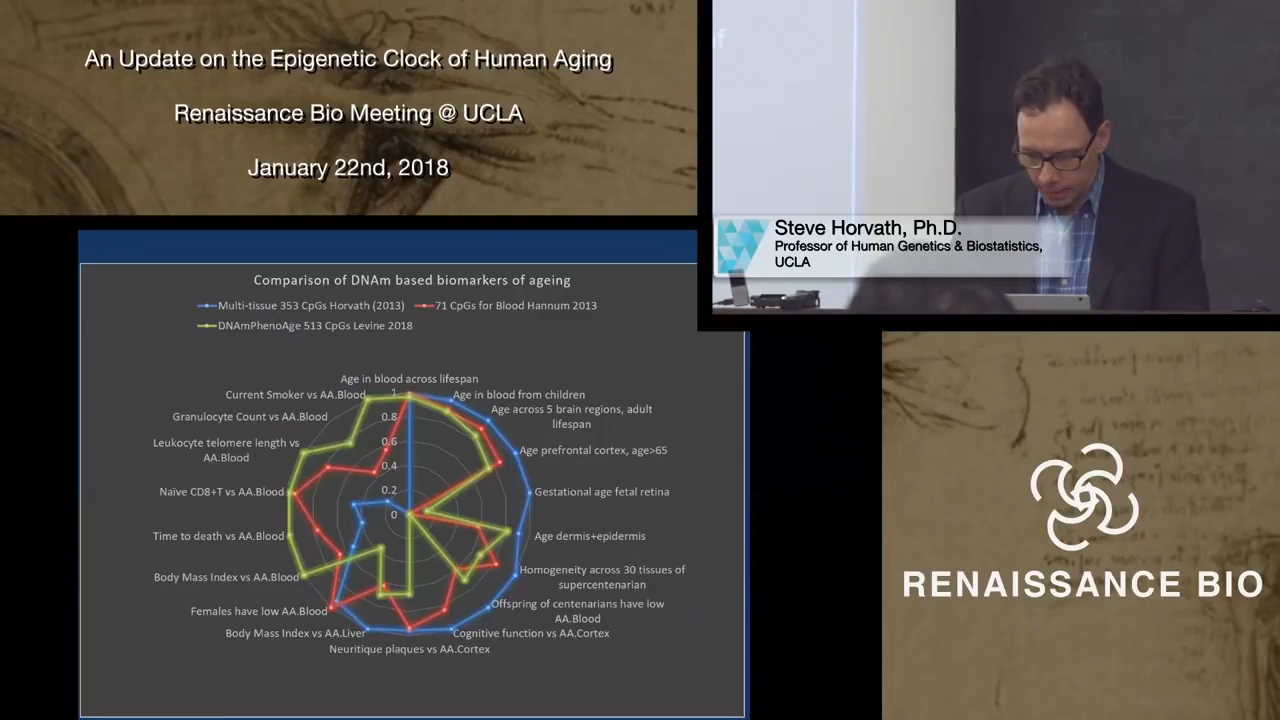 An Update on the Epigenetic Clock of Human Aging
Renaissance Bio Meeting @ UCLA
January 22nd, 2018
Steve Horvath, Ph.D.
Professor of Human Genetics & Biostatistics,
UCLA
Comparison of DNAm based biomarkers of ageing
Multi-tissue 353 CpGs Horvath (2013)
71 CpGs for Blood Hannum 2013
DNAmPhenoAge 513 CpGs Levine 2018
Age in blood across lifespan
Current Smoker vs AA.Blood
1
Age in blood from children
Granulocyte Count vs AA.Blood
0.8
Age across 5 brain regions, adult
lifespan
Leukocyte telomere length vs
AA.Blood
0.6
Age prefrontal cortex, age>65
0.4
Naïve CD8+T vs AA.Blood
0.2
Gestational age fetal retina
0
Time to death vs AA.Blood
Age dermis+epidermis
Body Mass Index vs AA.Blood
Homogeneity across 30 tissues of
supercentenarian
Females have low AA.Blood
Offspring of centenarians have low
AA.Blood
Body Mass Index vs AA.Liver
Cognitive function vs AA.Cortex
Neuritique plaques vs AA.Cortex
RENAISSANCE BIO